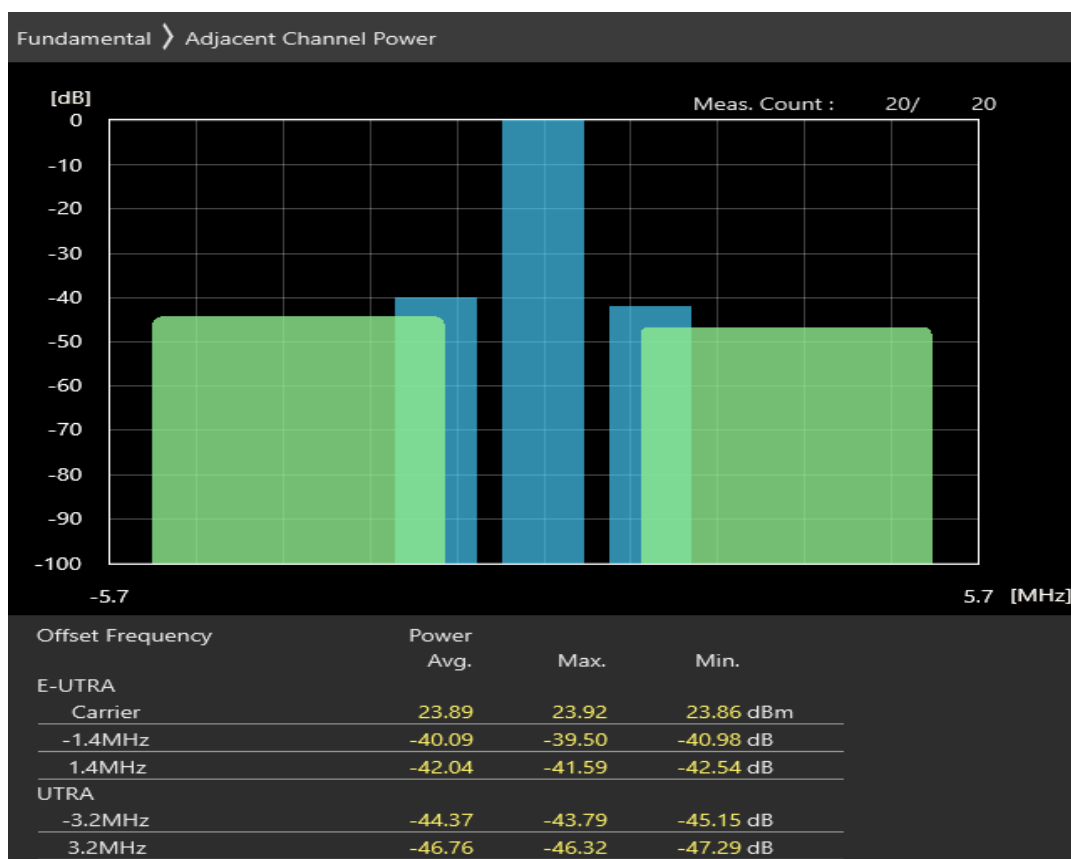 Fundamental 〉 Adjacent Channel Power
[dB]
Meas. Count : 20/ 20
0
-10
-20
-30
-40
-50
-60
-70
-80
-90
-100
-5.7 5.7 [MHz]
Offset Frequency Power
Avg. Max. Min.
E-UTRA
Carrier 23.89 23.92 23.86 dBm
-1.4MHz -40.09 -39.50 -40.98 dB
1.4MHz -42.04 -41.59 -42.54 dB
UTRA
-3.2MHz -44.37 -43.79 -45.15 dB
3.2MHz -46.76 -46.32 -47.29 dB